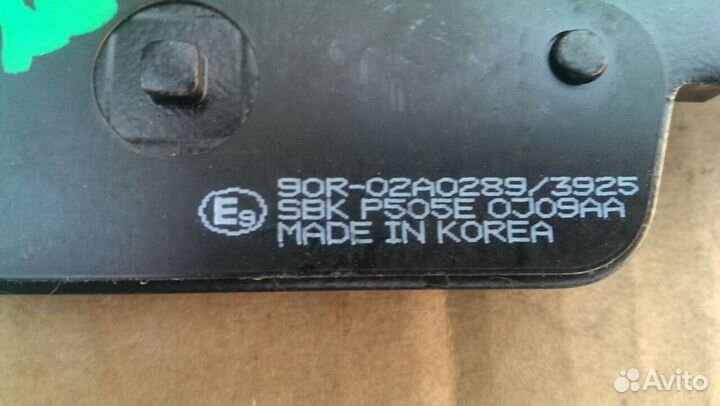 90R-02A0289/3925
E9 SBK P505E 0J09AA
MADE IN KOREA
Avito